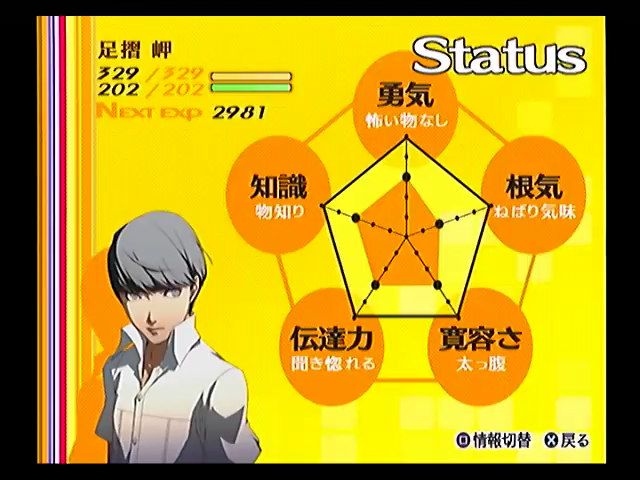 足摺 岬
Status
329 / 329
202 / 202
NEXT EXP 2981
勇気
怖い物なし
知識
物知り
根気
ねばり気味
伝達力
聞き惚れる
寛容さ
太っ腹
□情報切替 ×戻る